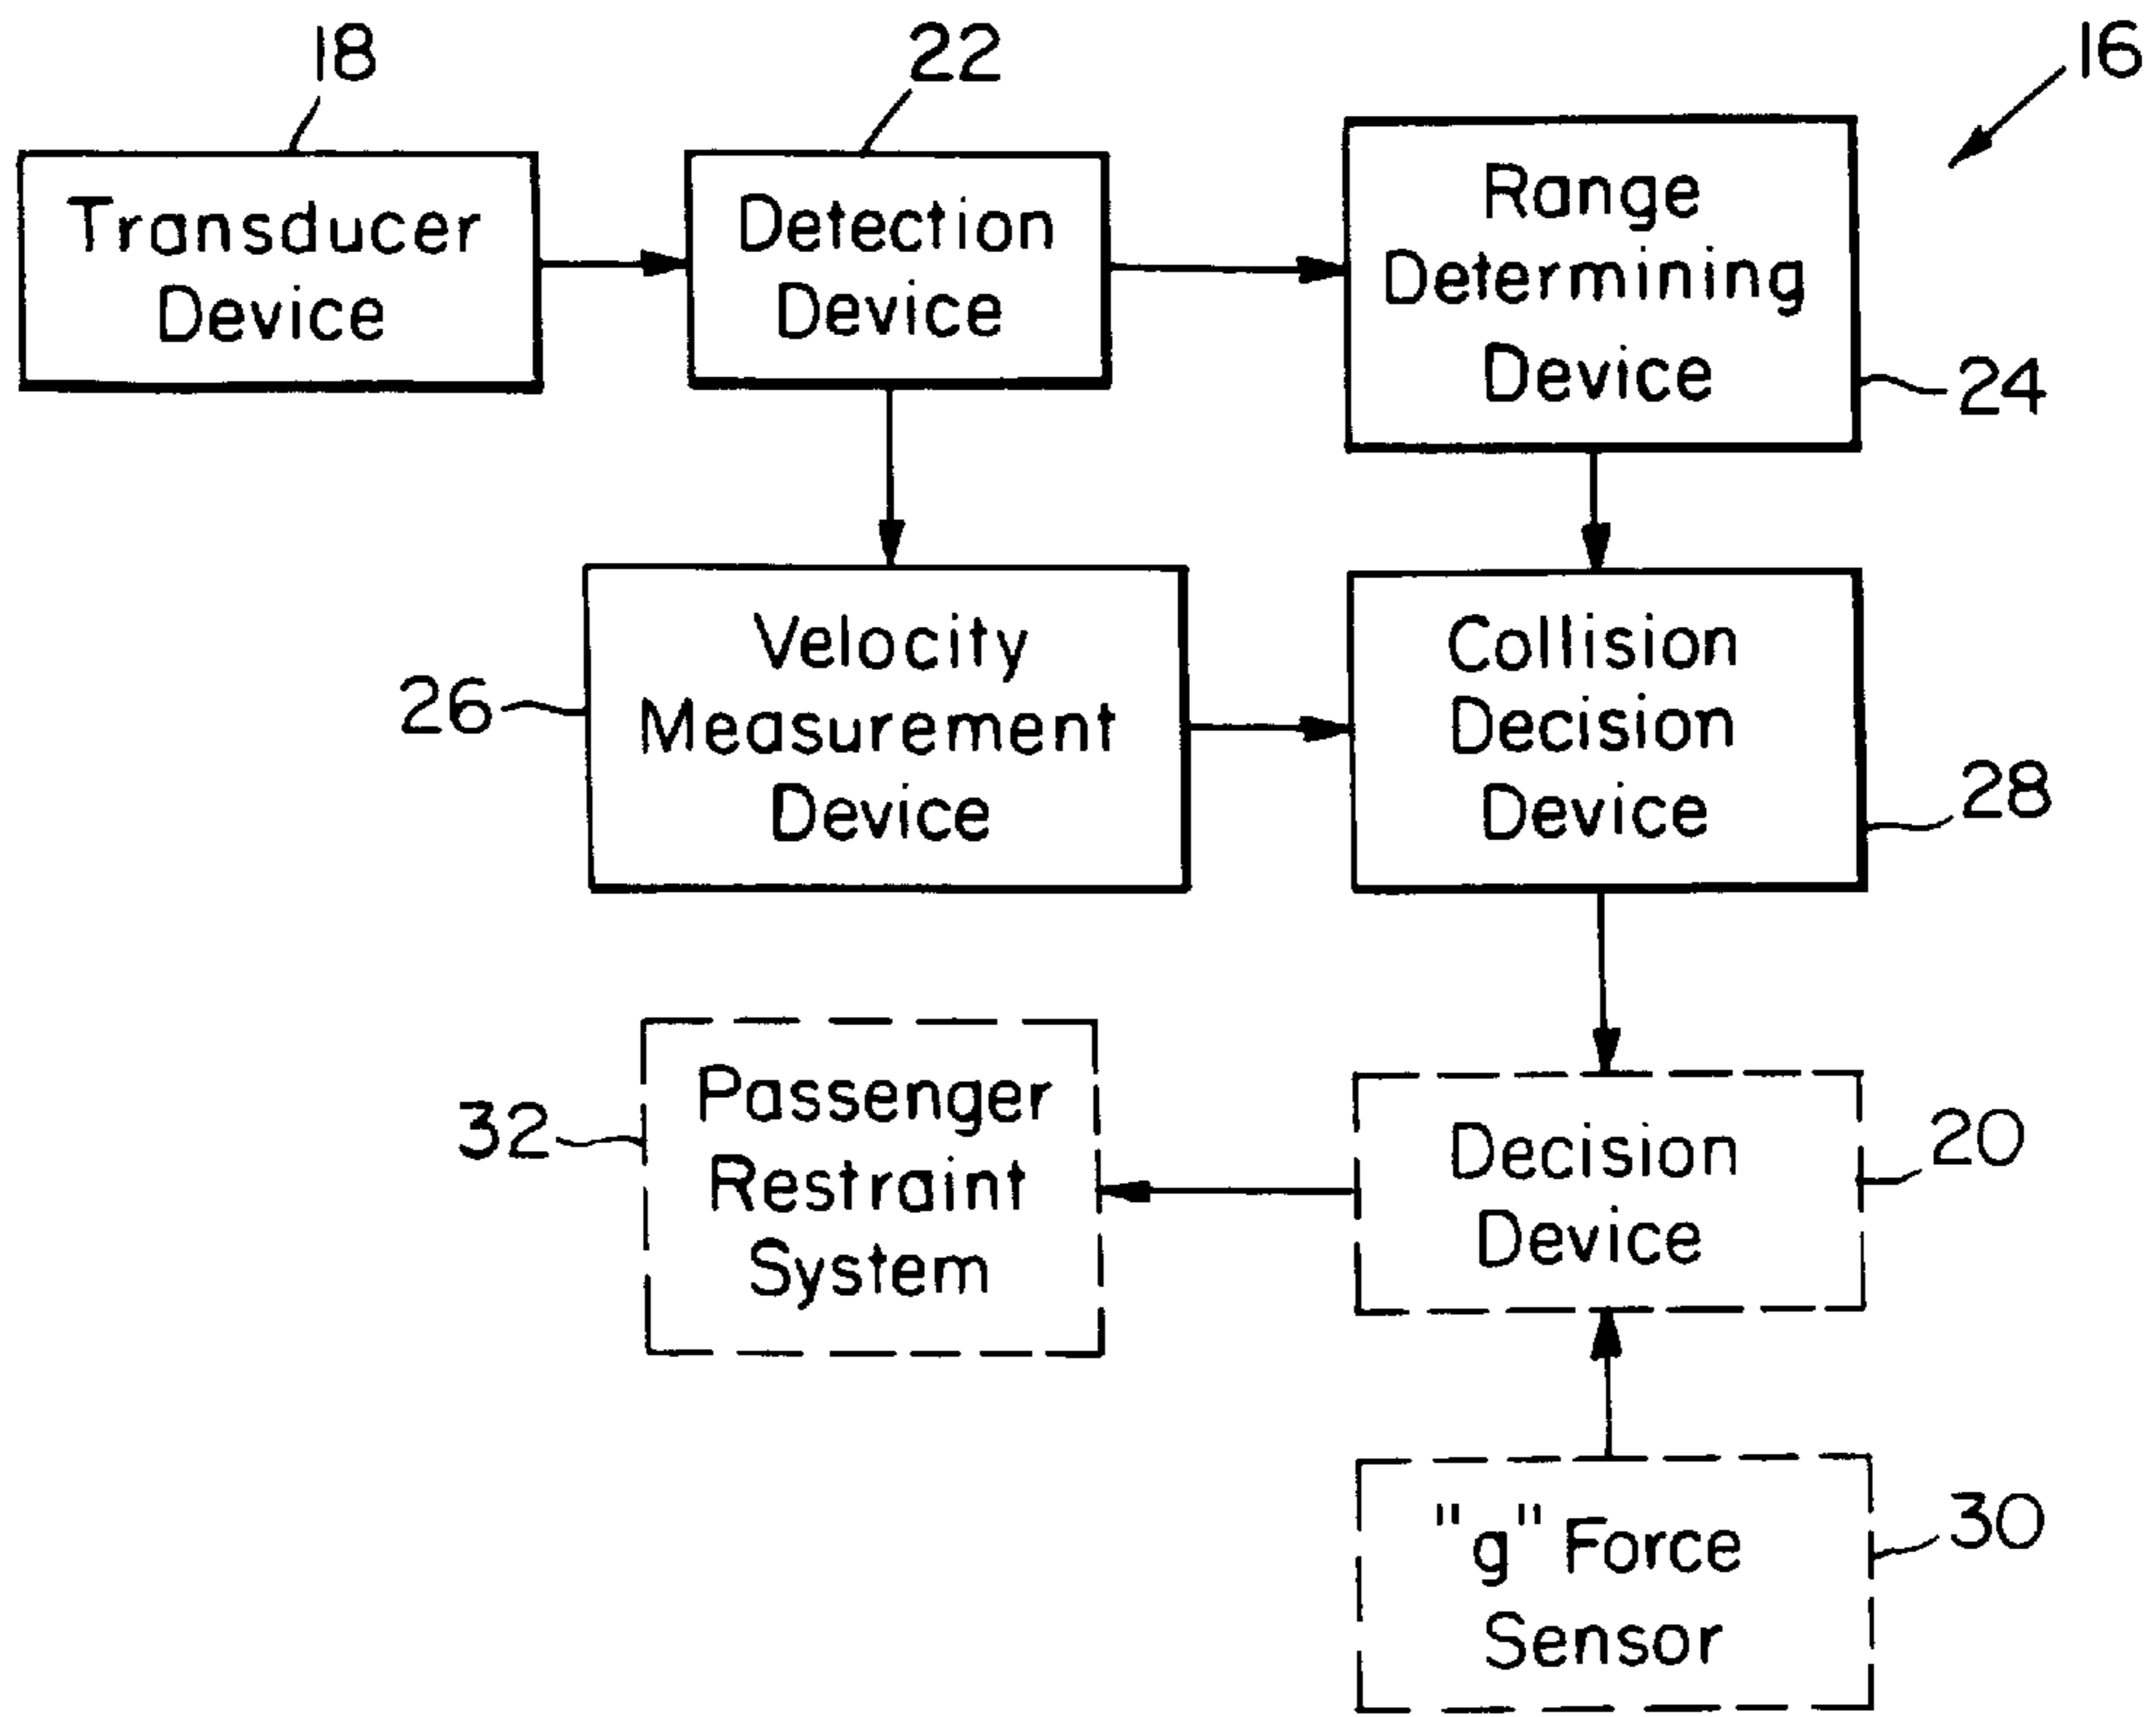 18
22
16
Transducer
Device
Detection
Device
Range
Determining
Device
24
26
Velocity
Measurement
Device
Collision
Decision
Device
28
32
Passenger
Restraint
System
Decision
Device
20
"g" Force
Sensor
30